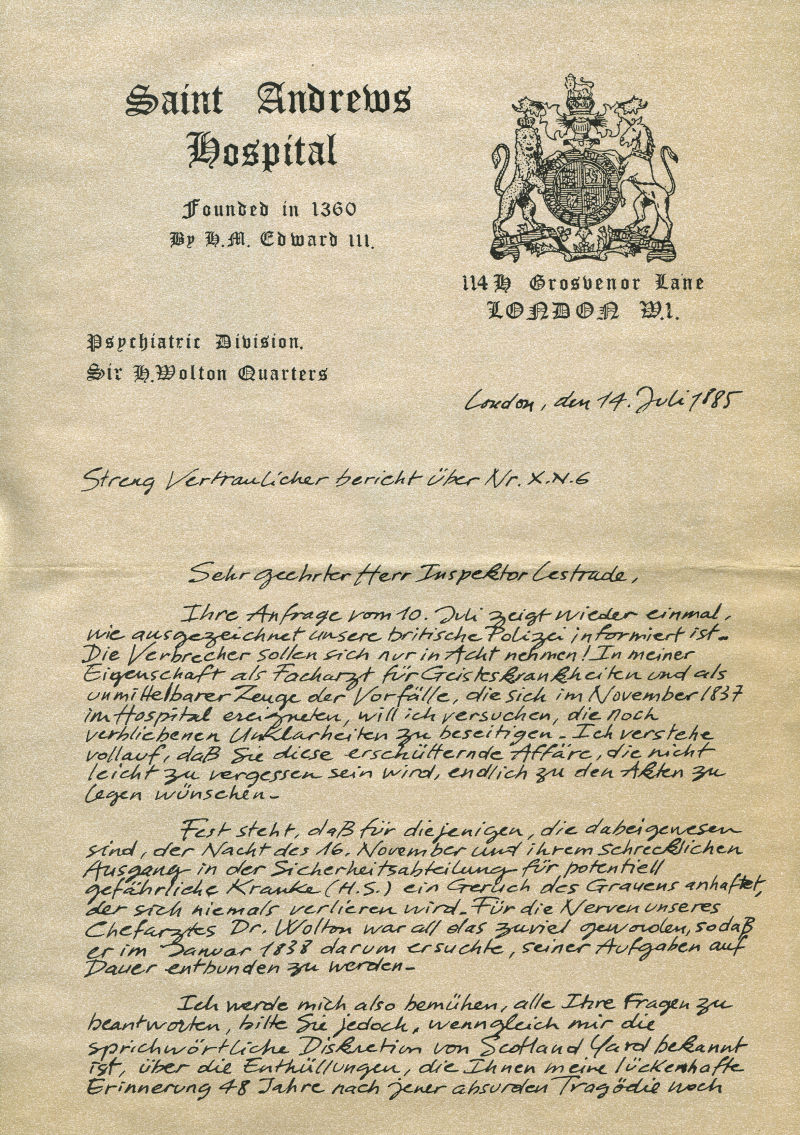 Saint Andrews
Hospital
Founded in 1360
By H.M. Edward III.
114H Grosvenor Lane
LONDON W.1.
Psychiatric Division.
Sir H. Wolton Quarters
London, den 14. Juli 1885
Streng Vertraulicher bericht über Nr. X.N.6
Sehr geehrter Herr Inspektor Lestrade,
Ihre Anfrage vom 10. Juli zeigt wieder einmal,
wie ausgezeichnet unsere britische Polizei informiert ist.
Die Verbrecher sollen sich nur in Acht nehmen! In meiner
Eigenschaft als Facharzt für Geisteskrankheiten und als
unmittelbarer Zeuge der Vorfälle, die sich im November 1837
im Hospital ereigneten, will ich versuchen, die noch
verbliebenen Unklarheiten zu beseitigen. Ich verstehe
vollauf, daß Sie diese erschütternde Affäre, die nicht
leicht zu vergessen sein wird, endlich zu den Akten zu
legen wünschen.
Fest steht, daß für diejenigen, die dabeigewesen
sind, der Nacht des 16. November und ihrem schrecklichen
Ausgang in der Sicherheitsabteilung für potentiell
gefährliche Kranke (H.S.) ein Geruch des Grauens anhaftet,
der sich niemals verlieren wird. Für die Nerven unseres
Chefarztes Dr. Wolton war all das zuviel geworden, so daß
er im Januar 1838 darum ersuchte, seiner Aufgaben auf
Dauer entbunden zu werden.
Ich werde mich also bemühen, alle Ihre Fragen zu
beantworten, bitte Sie jedoch, wenngleich mir die
sprichwörtliche Diskretion von Scotland Yard bekannt
ist, über die Enthüllungen, die Ihnen meine lückenhafte
Erinnerung 48 Jahre nach jener absurden Tragödie noch